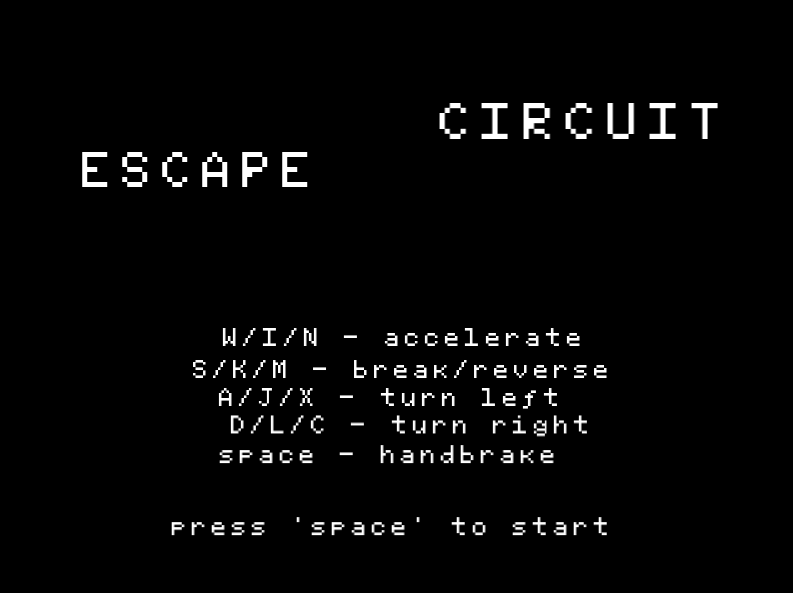 CIRCUIT
ESCAPE
W/I/N - accelerate
S/K/M - break/reverse
A/J/X - turn left
D/L/C - turn right
space - handbrake
press 'space' to start